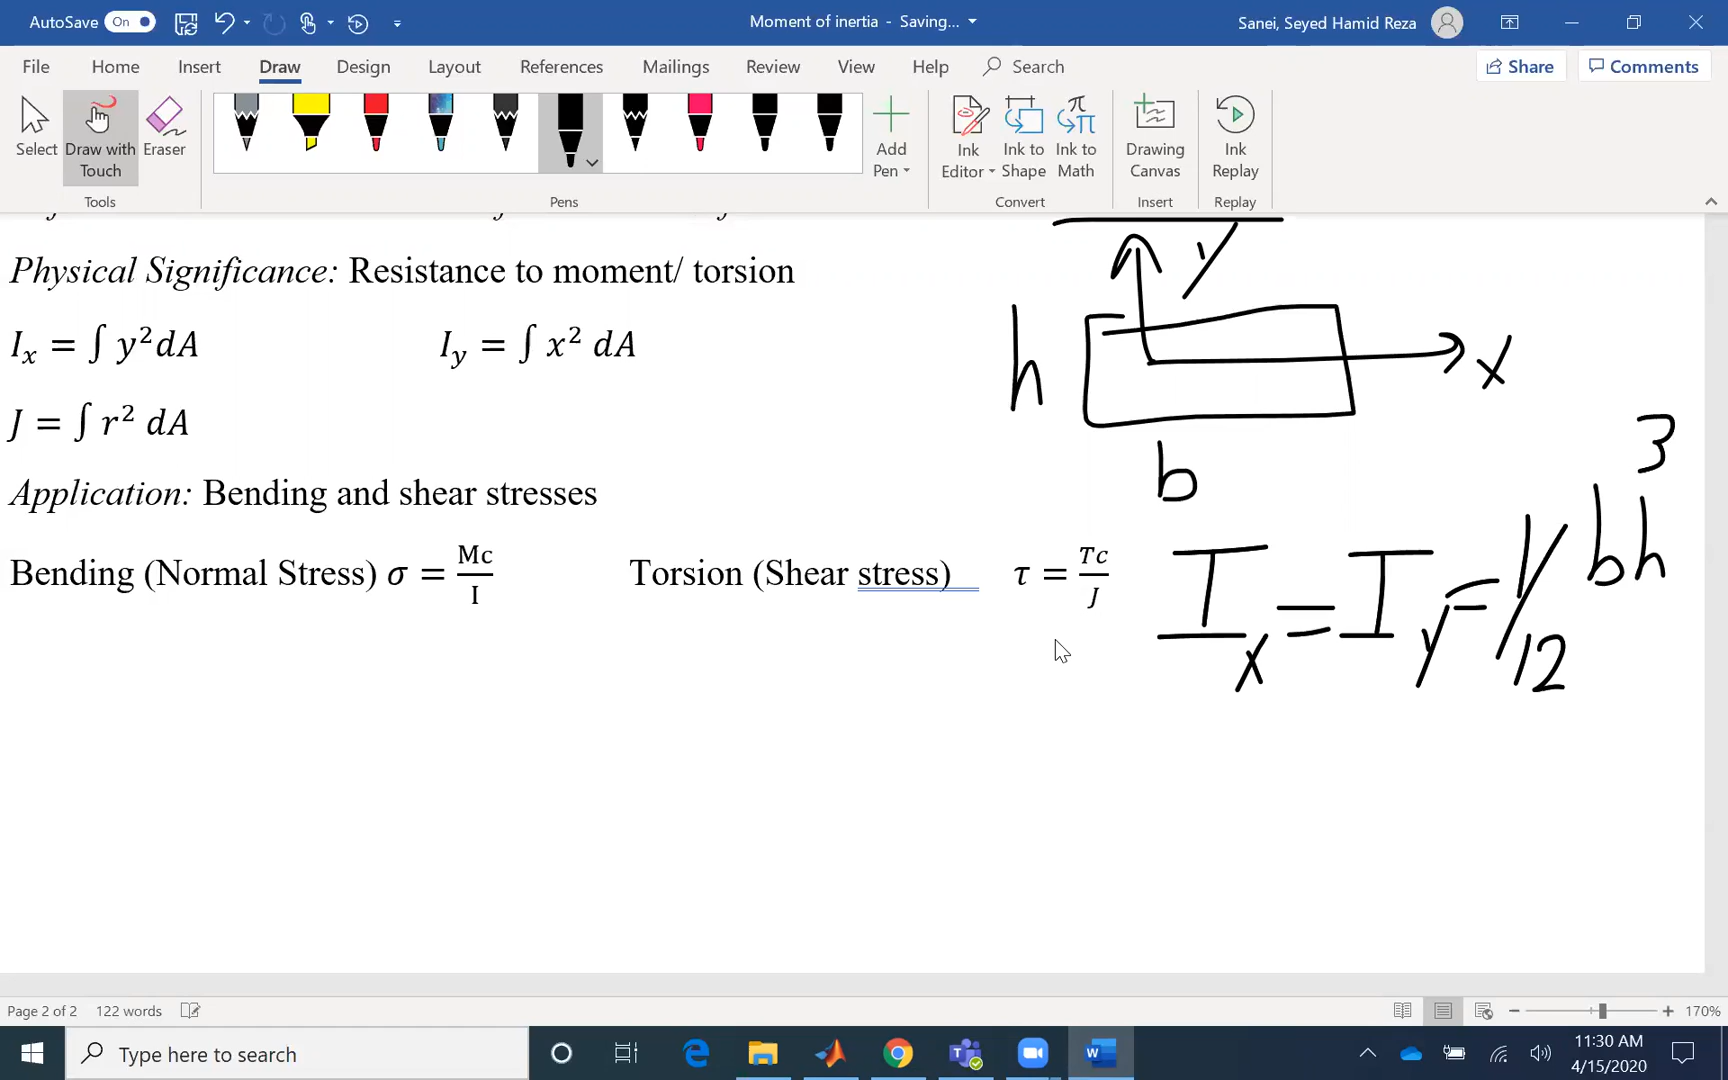 AutoSave On
Moment of inertia - Saving...
Sanei, Seyed Hamid Reza
File Home Insert Draw Design Layout References Mailings Review View Help Search Share Comments
Select
Draw with Touch
Eraser
Add Pen
Ink Editor
Ink to Shape
Ink to Math
Drawing Canvas
Ink Replay
Tools Pens Convert Insert Replay
Physical Significance: Resistance to moment/ torsion
I_x = ∫ y² dA I_y = ∫ x² dA
J = ∫ r² dA
Application: Bending and shear stresses
Bending (Normal Stress) σ = Mc/I Torsion (Shear stress) τ = Tc/J
y
h
x
b
I_x = I_y = 1/12 bh³
Page 2 of 2 122 words
170%
Type here to search
11:30 AM
4/15/2020